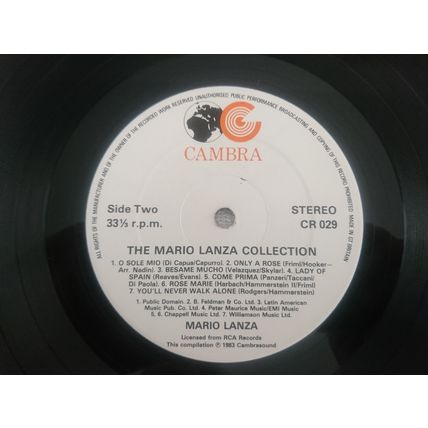 ALL RIGHTS OF THE MANUFACTURER AND OF THE OWNER OF THE RECORDED WORK RESERVED UNAUTHORISED PUBLIC PERFORMANCE BROADCASTING AND COPYING OF THIS RECORD PROHIBITED MADE IN GT BRITAIN
CAMBRA
Side Two
33⅓ r.p.m.
STEREO
CR 029
THE MARIO LANZA COLLECTION
1. O SOLE MIO (Di Capua/Capurro) 2. ONLY A ROSE (Friml/Hooker–
Arr. Nadin) 3. BESAME MUCHO (Velazquez/Skylar) 4. LADY OF
SPAIN (Reaves/Evans) 5. COME PRIMA (Panzeri/Taccani/
Di Paola) 6. ROSE MARIE (Harbach/Hammerstein II/Friml)
7. YOU'LL NEVER WALK ALONE (Rodgers/Hammerstein)
1. Public Domain. 2. B. Feldman & Co. Ltd. 3. Latin American
Music Pub. Co. Ltd. 4. Peter Maurice Music/EMI Music
5. 6. Chappell Music Ltd. 7. Williamson Music Ltd.
MARIO LANZA
Licensed from RCA Records
This compilation ℗ 1983 Cambrasound